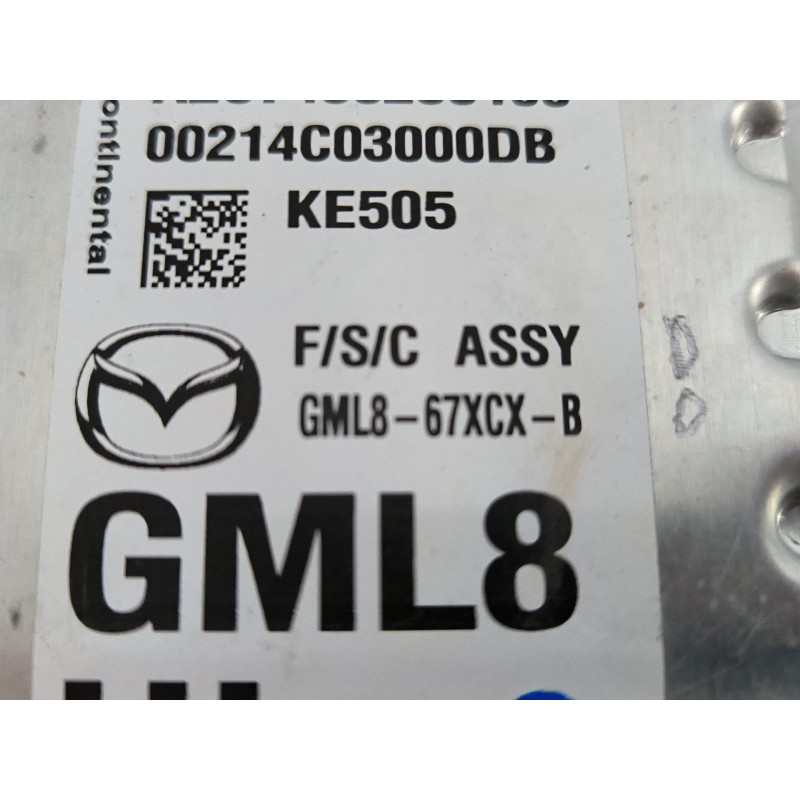 ontinental
00214C03000DB
KE505
F/S/C ASSY
GML8-67XCX-B
GML8